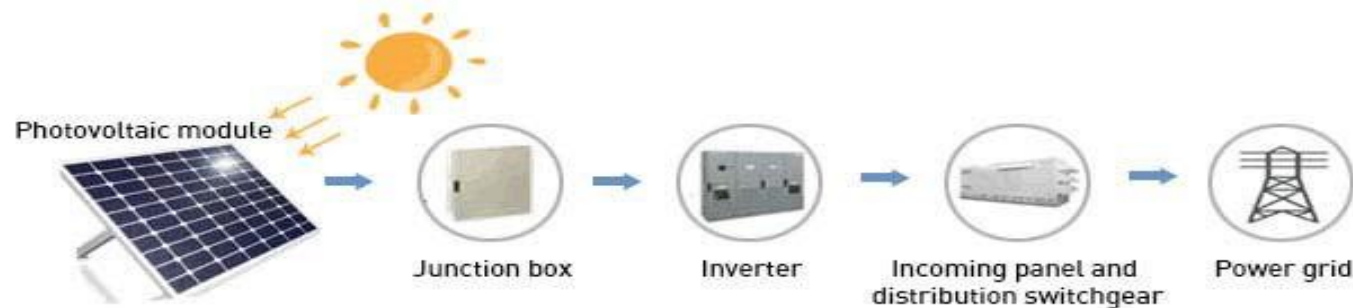 Photovoltaic module
Junction box
Inverter
Incoming panel and
distribution switchgear
Power grid